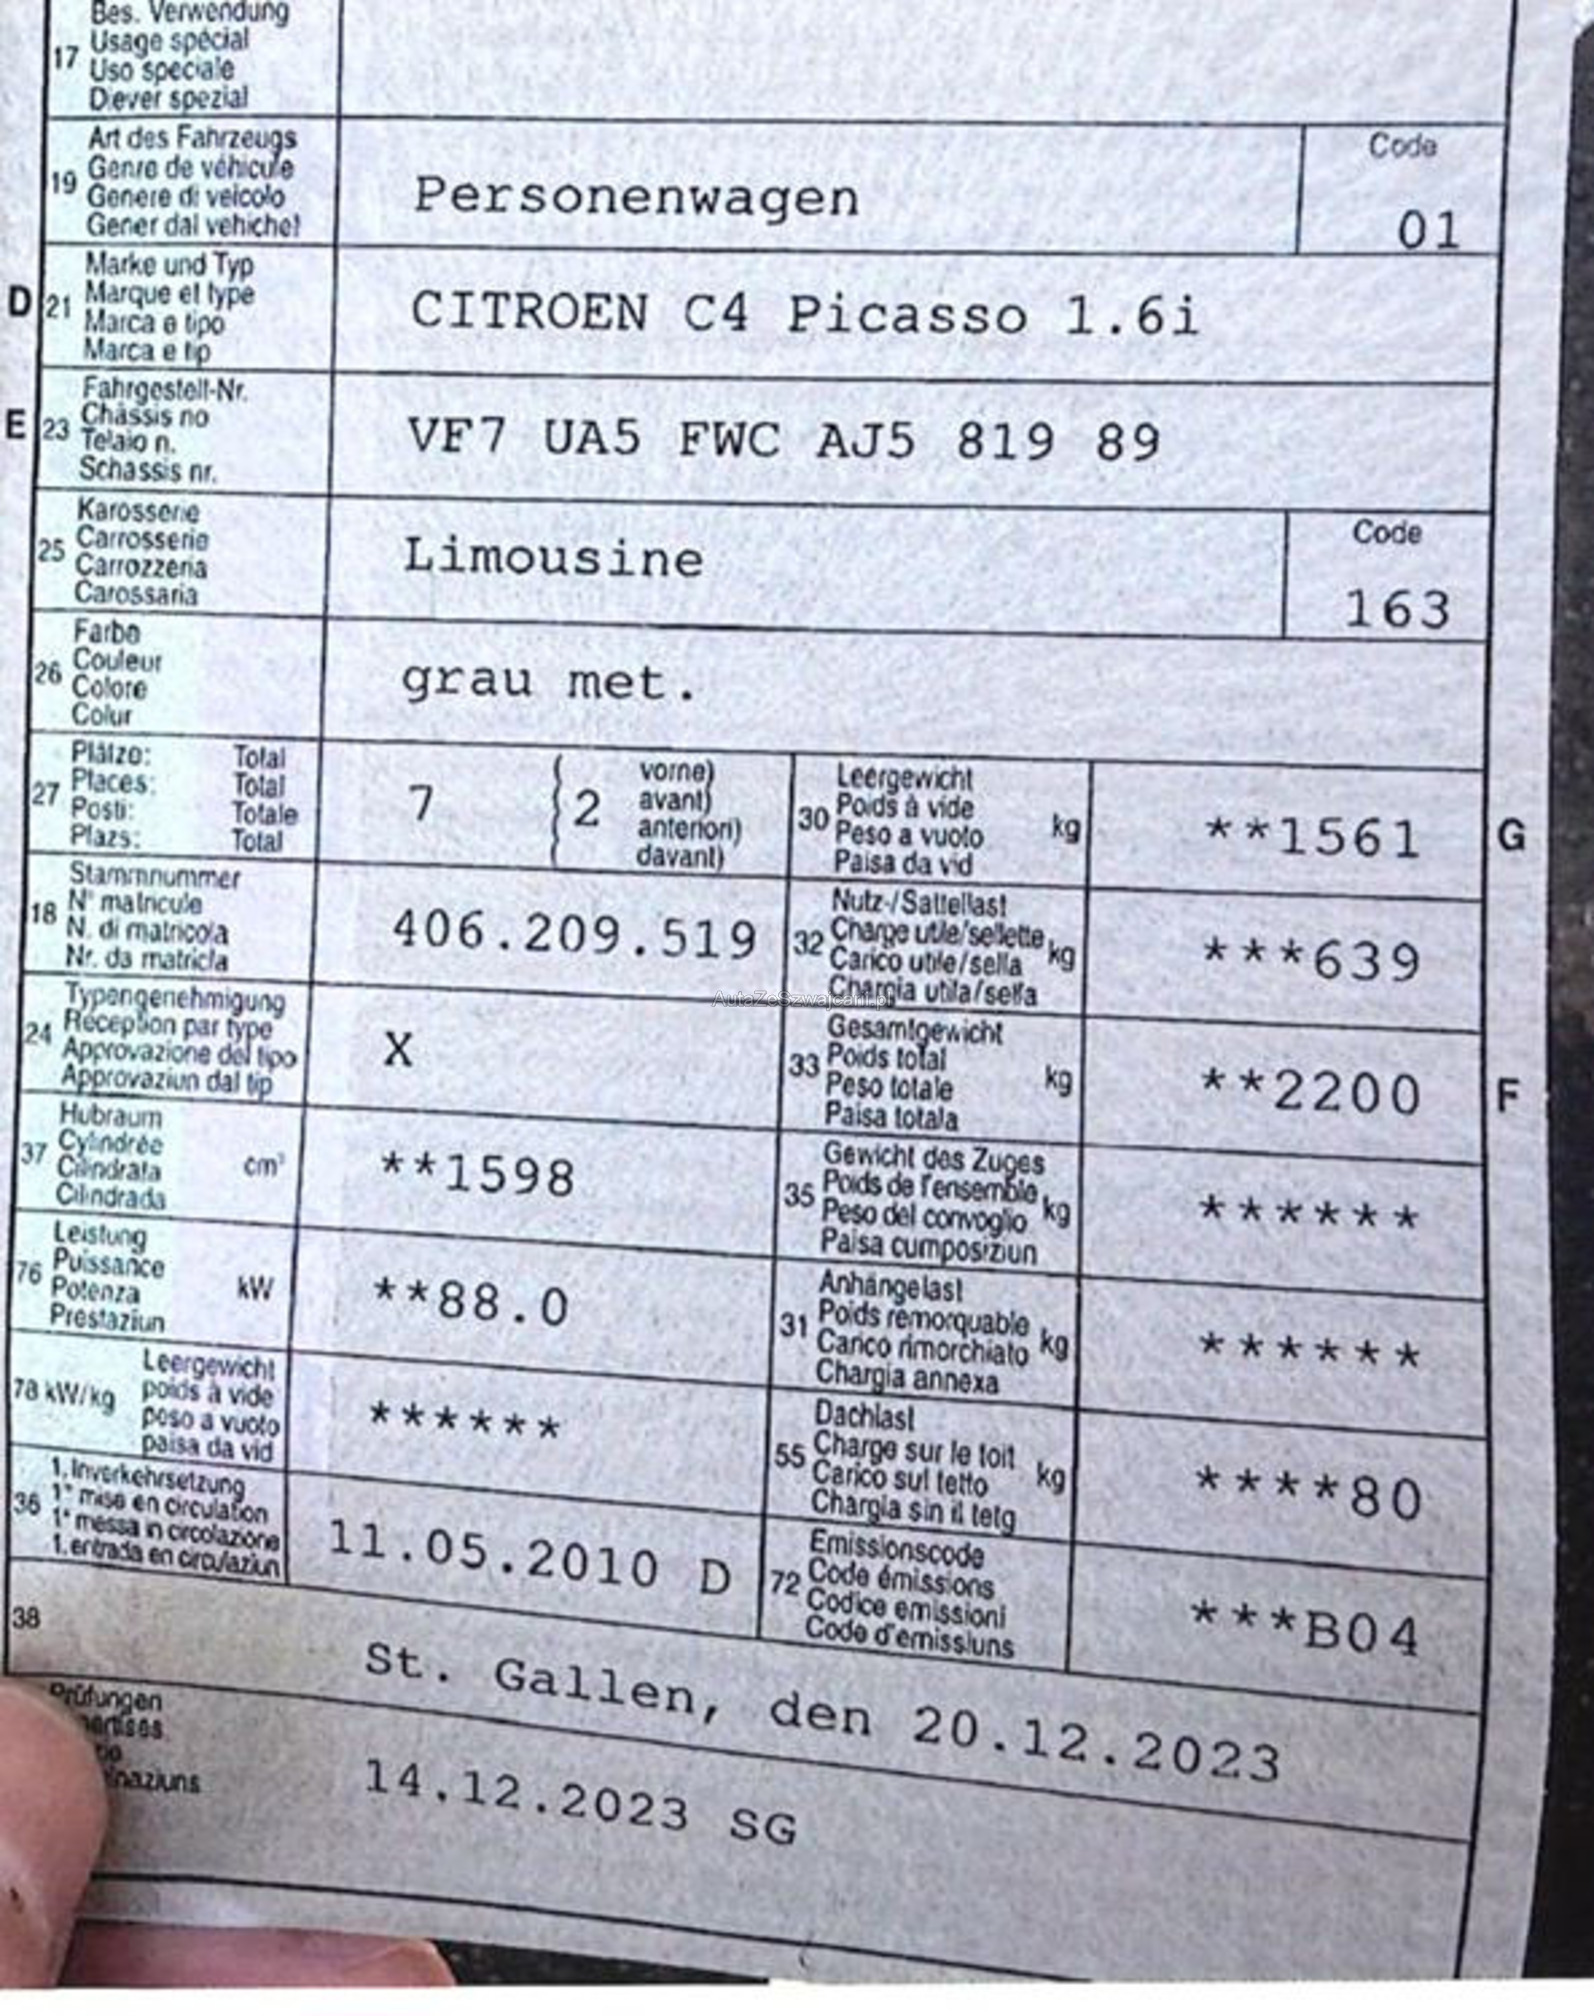 Bes. Verwendung
17 Usage spécial
Uso speciale
Diever spezial
Art des Fahrzeugs
19 Genre de véhicule
Genere di veicolo
Gener dal vehichel
Personenwagen
Code
01
D 21 Marke und Typ
Marque et type
Marca e tipo
Marca e tip
CITROEN C4 Picasso 1.6i
E 23 Fahrgestell-Nr.
Châssis no
Telaio n.
Schassis nr.
VF7 UA5 FWC AJ5 819 89
25 Karosserie
Carrosserie
Carrozzeria
Carossaria
Limousine
Code
163
26 Farbe
Couleur
Colore
Colur
grau met.
27 Plätze: Total
Places: Total
Posti: Totale
Plazs: Total
7 ( 2 vorne)
avant)
anteriori)
davant)
30 Leergewicht
Poids à vide
Peso a vuoto kg
Paisa da vid
**1561 G
18 Stammnummer
N° matricule
N. di matricola
Nr. da matricla
406.209.519
32 Nutz-/Sattellast
Charge utile/sellette
Carico utile/sella kg
Chargia utila/sella
***639
AutaZeSzwajcarii.pl
24 Typengenehmigung
Réception par type
Approvazione del tipo
Approvaziun dal tip
X
33 Gesamtgewicht
Poids total
Peso totale kg
Paisa totala
**2200 F
37 Hubraum
Cylindrée
Cilindrata cm³
Cilindrada
**1598
35 Gewicht des Zuges
Poids de l'ensemble
Peso del convoglio kg
Paisa cumposiziun
******
76 Leistung
Puissance
Potenza kW
Prestaziun
**88.0
31 Anhängelast
Poids remorquable
Carico rimorchiato kg
Chargia annexa
******
78 kW/kg Leergewicht
poids à vide
peso a vuoto
paisa da vid
******
55 Dachlast
Charge sur le toit
Carico sul tetto kg
Chargia sin il tetg
****80
36 1. Inverkehrsetzung
1re mise en circulation
1a messa in circolazione
1. entrada en circulaziun
11.05.2010 D
72 Emissionscode
Code émissions
Codice emissioni
Code d'emissiuns
***B04
38
St. Gallen, den 20.12.2023
Prüfungen
14.12.2023 SG